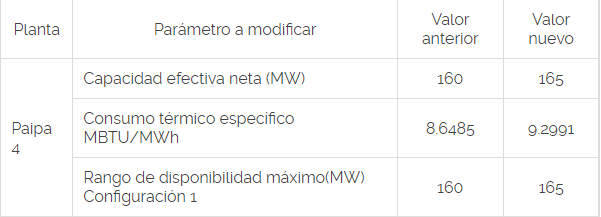 Planta
Parámetro a modificar
Valor
anterior
Valor
nuevo
Paipa
4
Capacidad efectiva neta (MW)
160
165
Consumo térmico específico
MBTU/MWh
8.6485
9.2991
Rango de disponibilidad máximo(MW)
Configuración 1
160
165